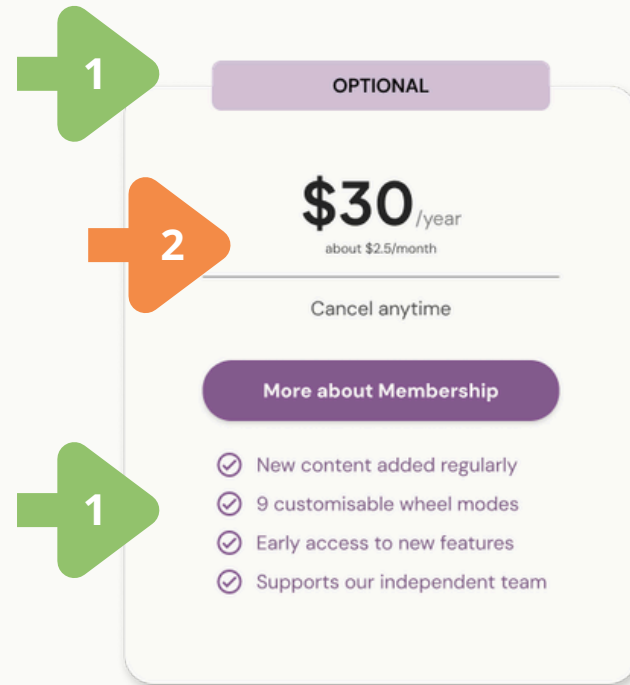 1
OPTIONAL
$30/year
2
about $2.5/month
Cancel anytime
More about Membership
New content added regularly
1
9 customisable wheel modes
Early access to new features
Supports our independent team